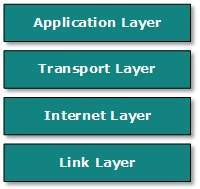 Application Layer
Transport Layer
Internet Layer
Link Layer